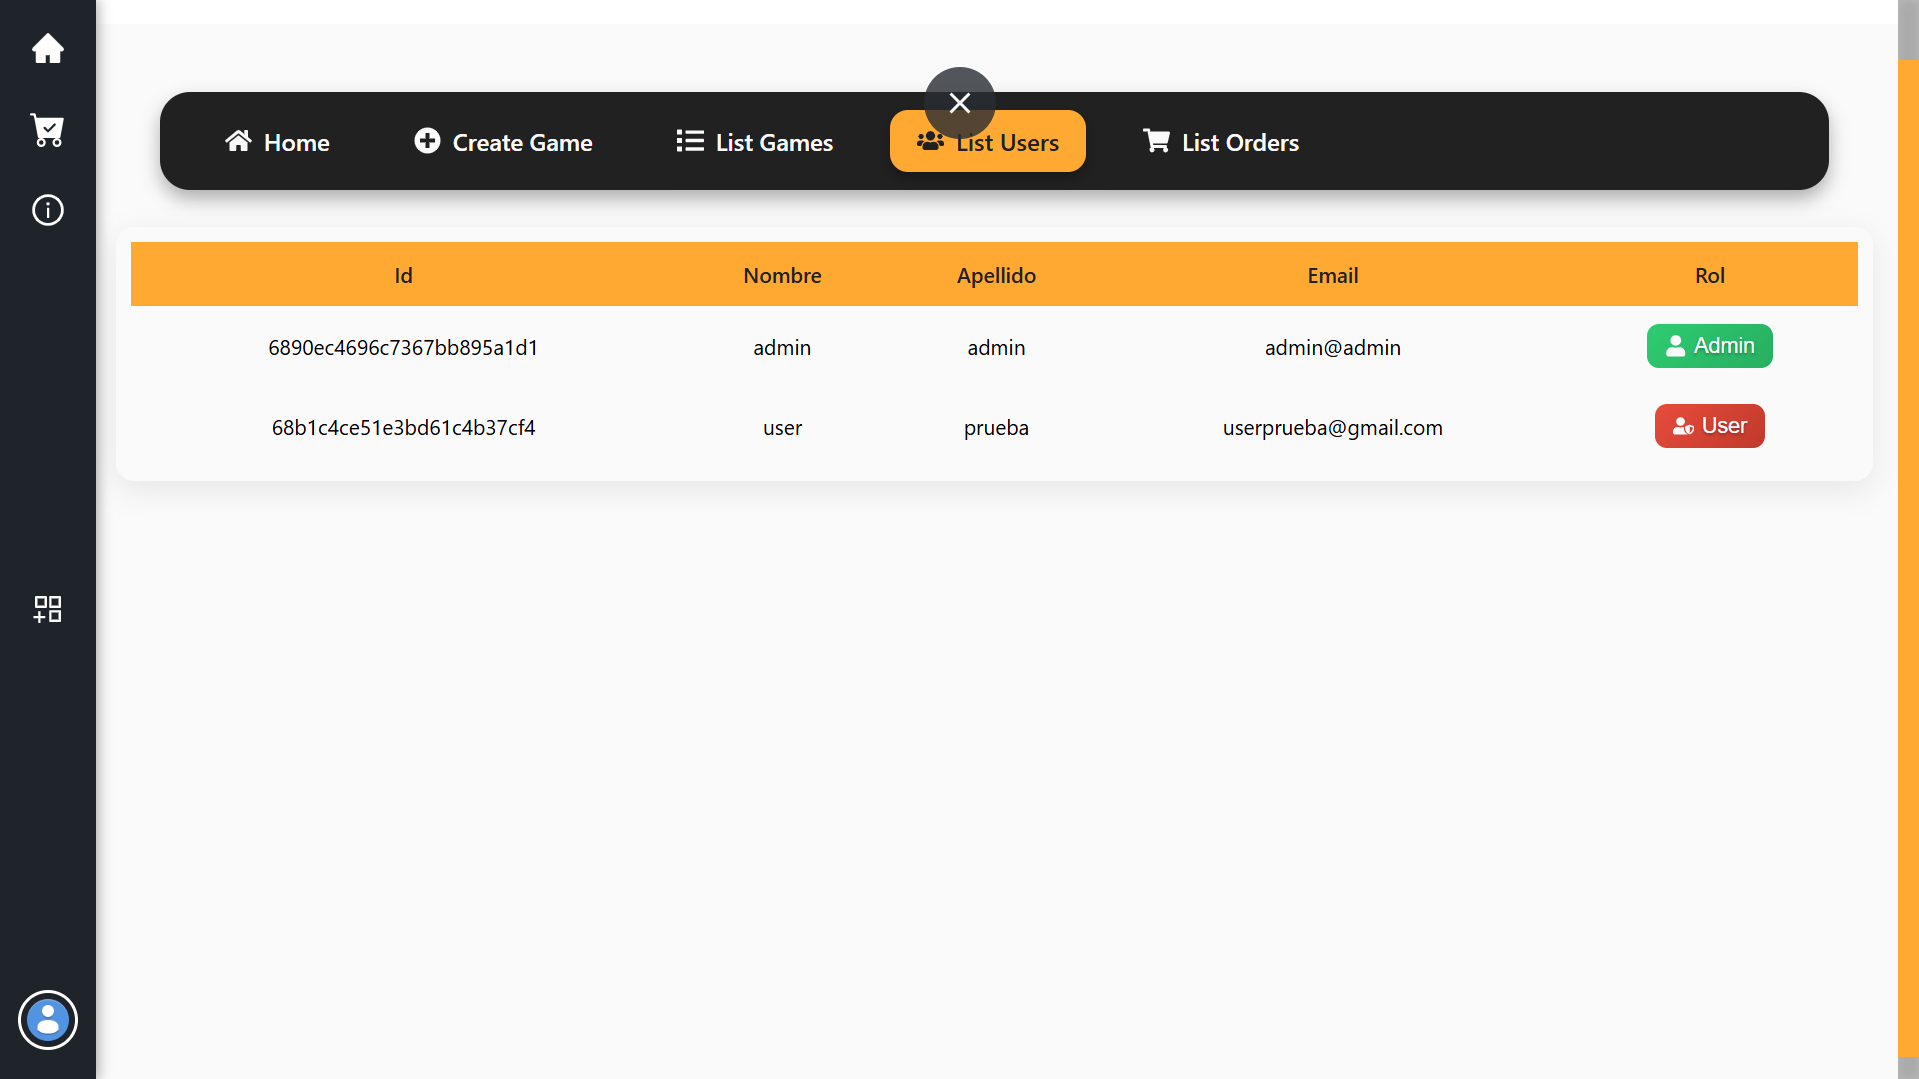 Home Create Game List Games List Users List Orders
Id Nombre Apellido Email Rol
6890ec4696c7367bb895a1d1 admin admin admin@admin Admin
68b1c4ce51e3bd61c4b37cf4 user prueba userprueba@gmail.com User